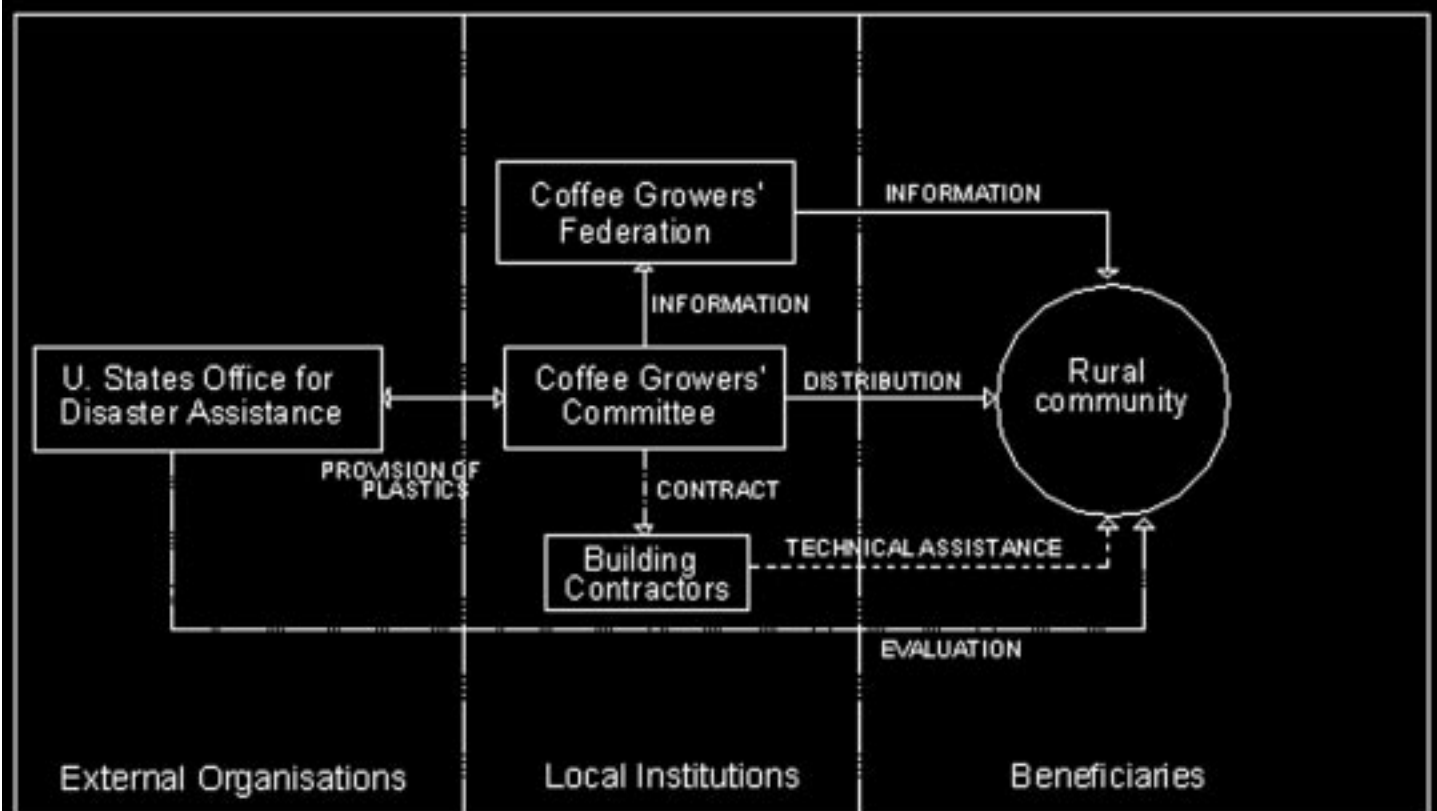 Coffee Growers'
Federation
INFORMATION
INFORMATION
U. States Office for
Disaster Assistance
Coffee Growers'
Committee
DISTRIBUTION
Rural
community
PROVISION OF
PLASTICS
CONTRACT
Building
Contractors
TECHNICAL ASSISTANCE
EVALUATION
External Organisations
Local Institutions
Beneficiaries